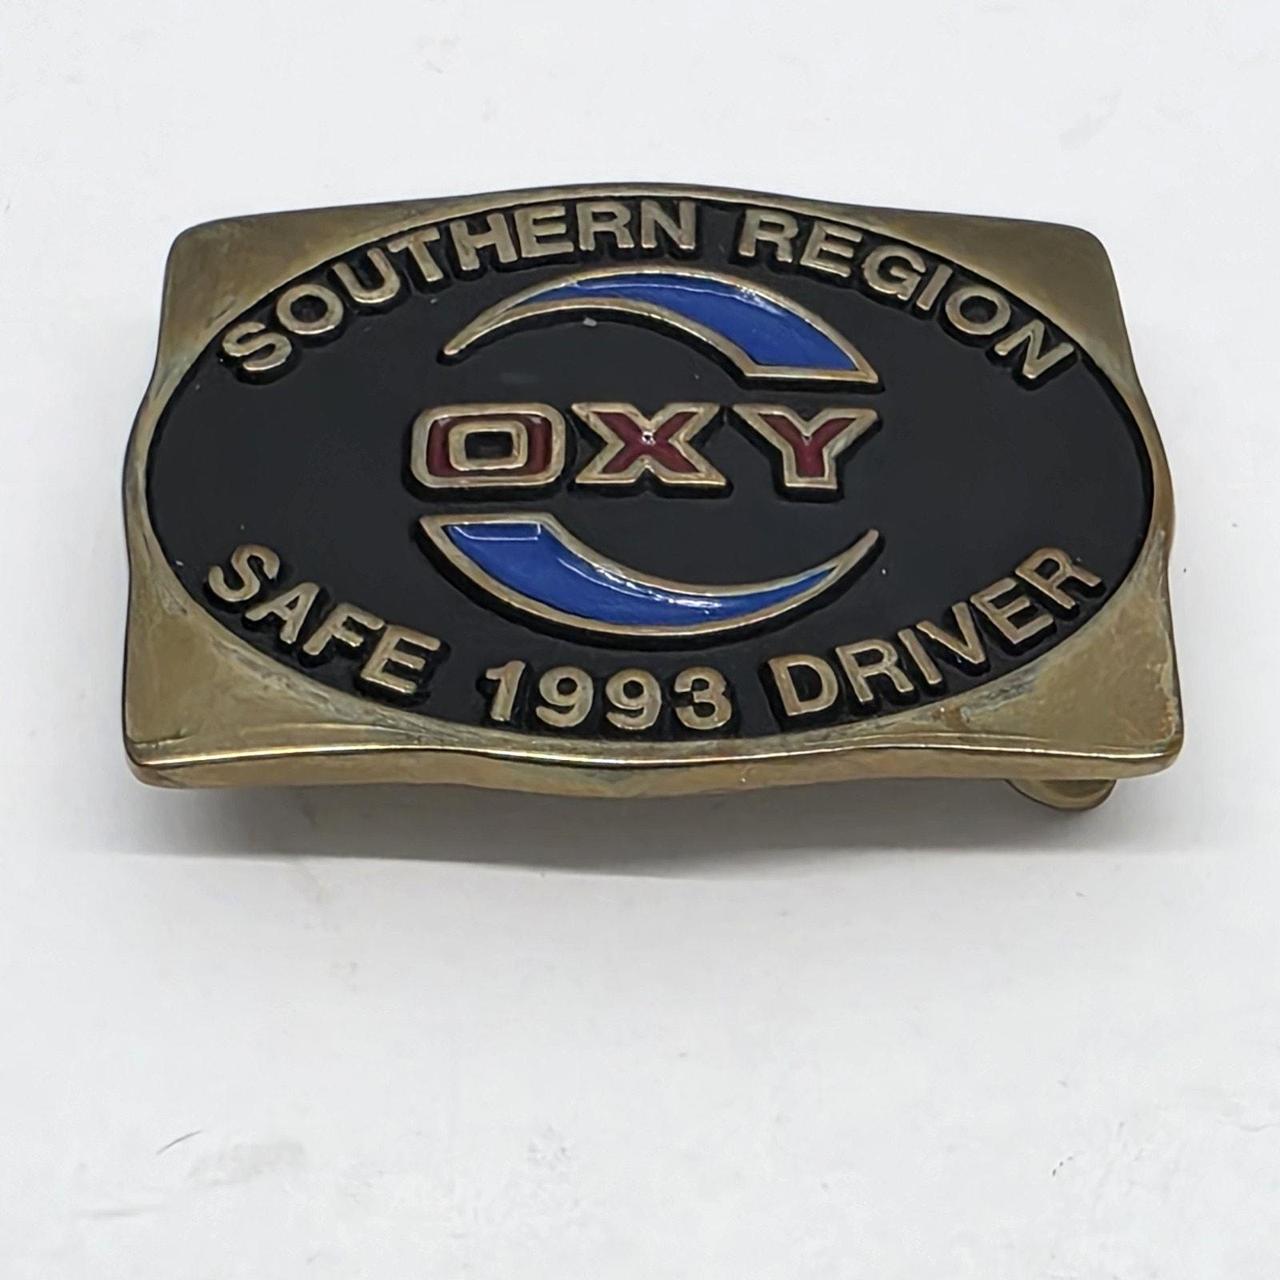 SOUTHERN REGION
OXY
SAFE 1993 DRIVER